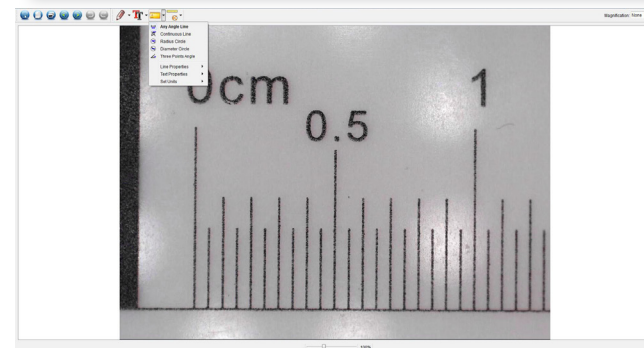 Magnification: None
Any Angle Line
Continuous Line
Radius Circle
Diameter Circle
Three Points Angle
Line Properties
Text Properties
Set Units
0cm
1
0.5
100%